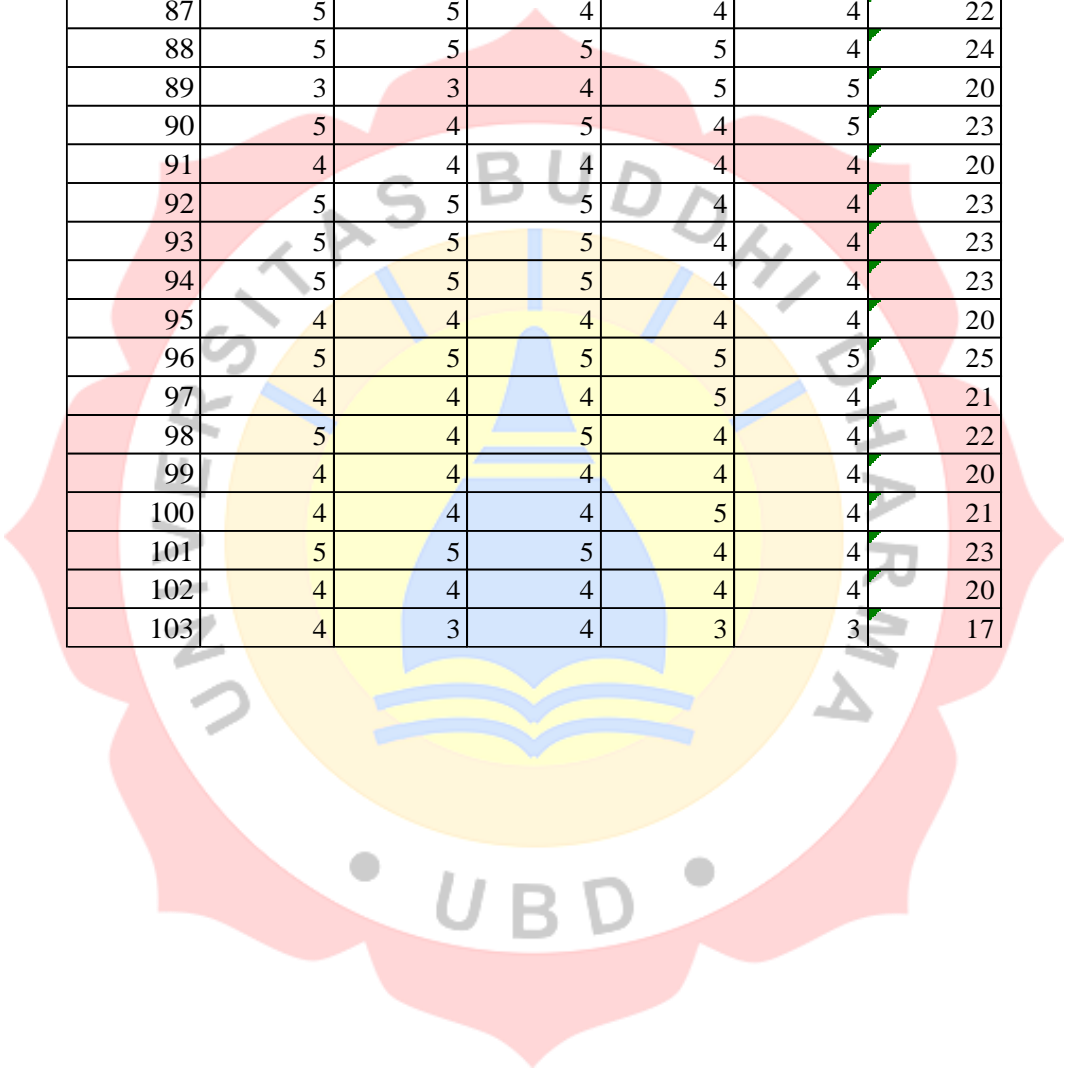 87 5 5 4 4 4 22
88 5 5 5 5 4 24
89 3 3 4 5 5 20
90 5 4 5 4 5 23
91 4 4 4 4 4 20
92 5 5 5 4 4 23
93 5 5 5 4 4 23
94 5 5 5 4 4 23
95 4 4 4 4 4 20
96 5 5 5 5 5 25
97 4 4 4 5 4 21
98 5 4 5 4 4 22
99 4 4 4 4 4 20
100 4 4 4 5 4 21
101 5 5 5 4 4 23
102 4 4 4 4 4 20
103 4 3 4 3 3 17
UNIVERSITAS BUDDHI DHARMA
• UBD •